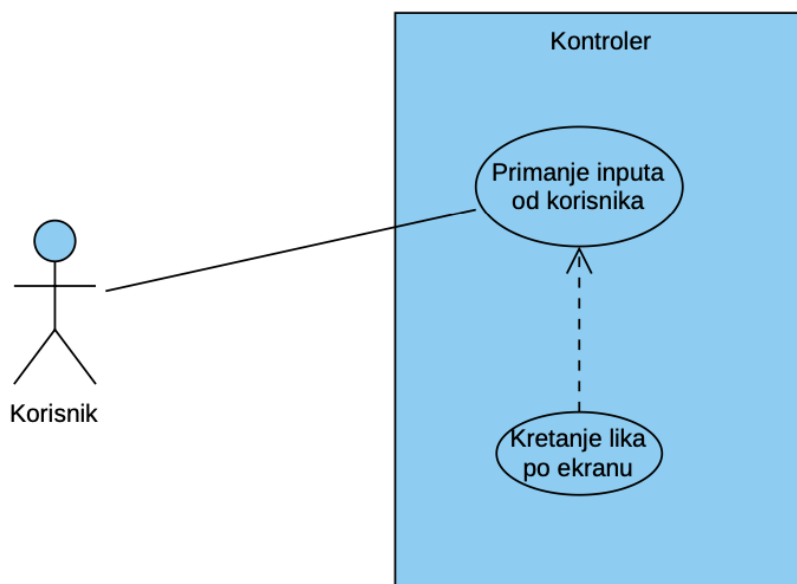 Kontroler
Primanje inputa
od korisnika
Korisnik
Kretanje lika
po ekranu